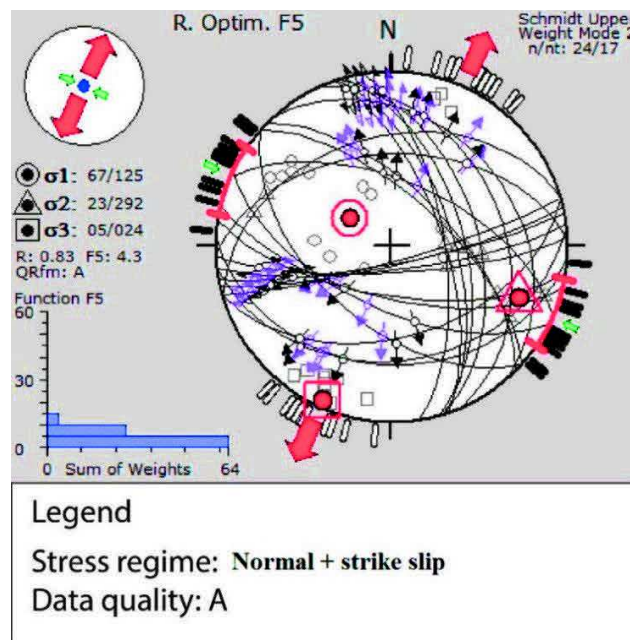 R. Optim. F5
N
Schmidt Upper
Weight Mode 2
n/nt: 24/17
σ1: 67/125
σ2: 23/292
σ3: 05/024
R: 0.83 F5: 4.3
QRfm: A
Function F5
60
30
0
0 Sum of Weights 64
Legend
Stress regime: Normal + strike slip
Data quality: A